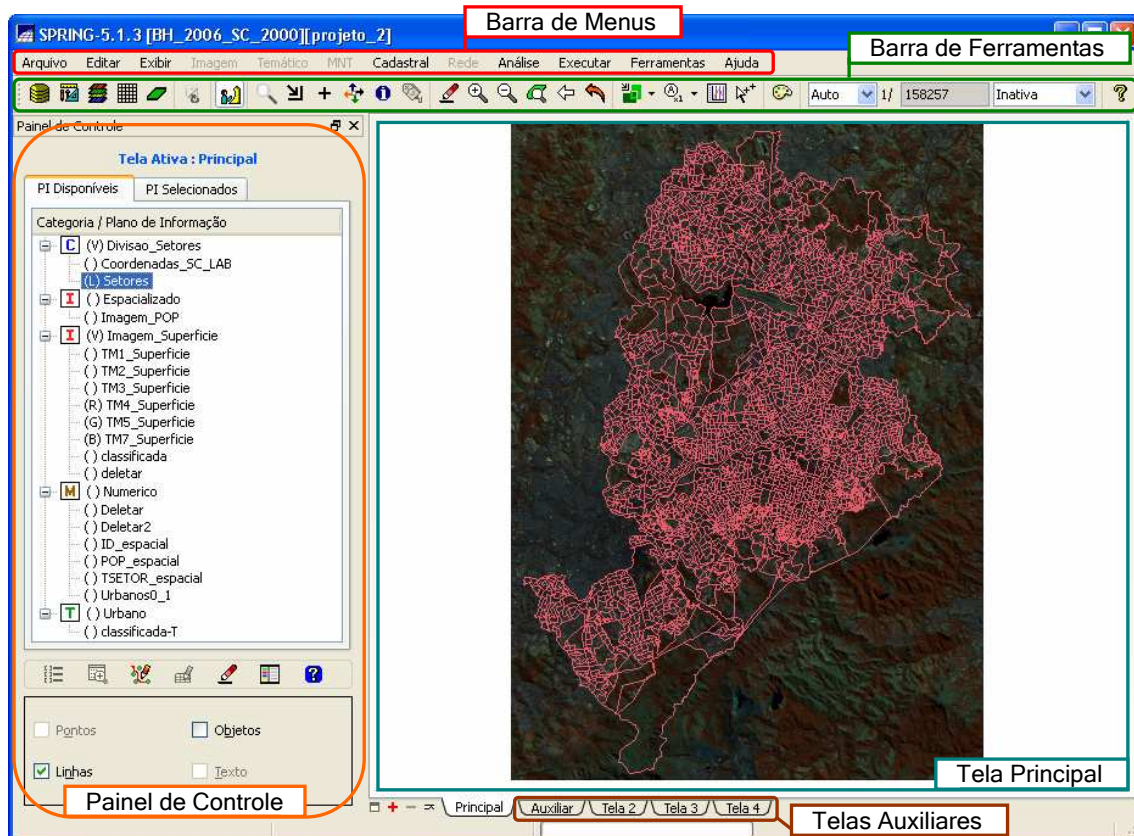 Barra de Menus
SPRING-5.1.3 [BH_2006_SC_2000][projeto_2]
Barra de Ferramentas
Arquivo Editar Exibir Imagem Temático MNT Cadastral Rede Análise Executar Ferramentas Ajuda
Auto 1/ 158257 Inativa
Painel de Controle
Tela Ativa : Principal
PI Disponíveis PI Selecionados
Categoria / Plano de Informação
C (V) Divisao_Setores
( ) Coordenadas_SC_LAB
(L) Setores
I ( ) Espacializado
( ) Imagem_POP
I (V) Imagem_Superficie
( ) TM1_Superficie
( ) TM2_Superficie
( ) TM3_Superficie
(R) TM4_Superficie
(G) TM5_Superficie
(B) TM7_Superficie
( ) classificada
( ) deletar
M ( ) Numerico
( ) Deletar
( ) Deletar2
( ) ID_espacial
( ) POP_espacial
( ) TSETOR_espacial
( ) Urbanos0_1
T ( ) Urbano
( ) classificada-T
Pontos Objetos
Linhas Texto
Painel de Controle
Tela Principal
Principal Auxiliar Tela 2 Tela 3 Tela 4
Telas Auxiliares